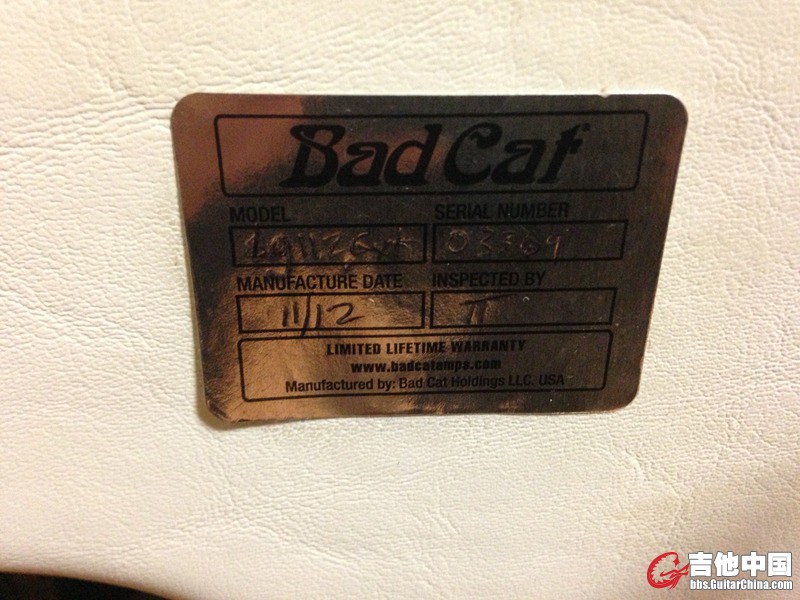 Bad Cat
MODEL SERIAL NUMBER
MANUFACTURE DATE INSPECTED BY
11/12
LIMITED LIFETIME WARRANTY
www.badcatamps.com
Manufactured by: Bad Cat Holdings LLC. USA
吉他中国
bbs.GuitarChina.com